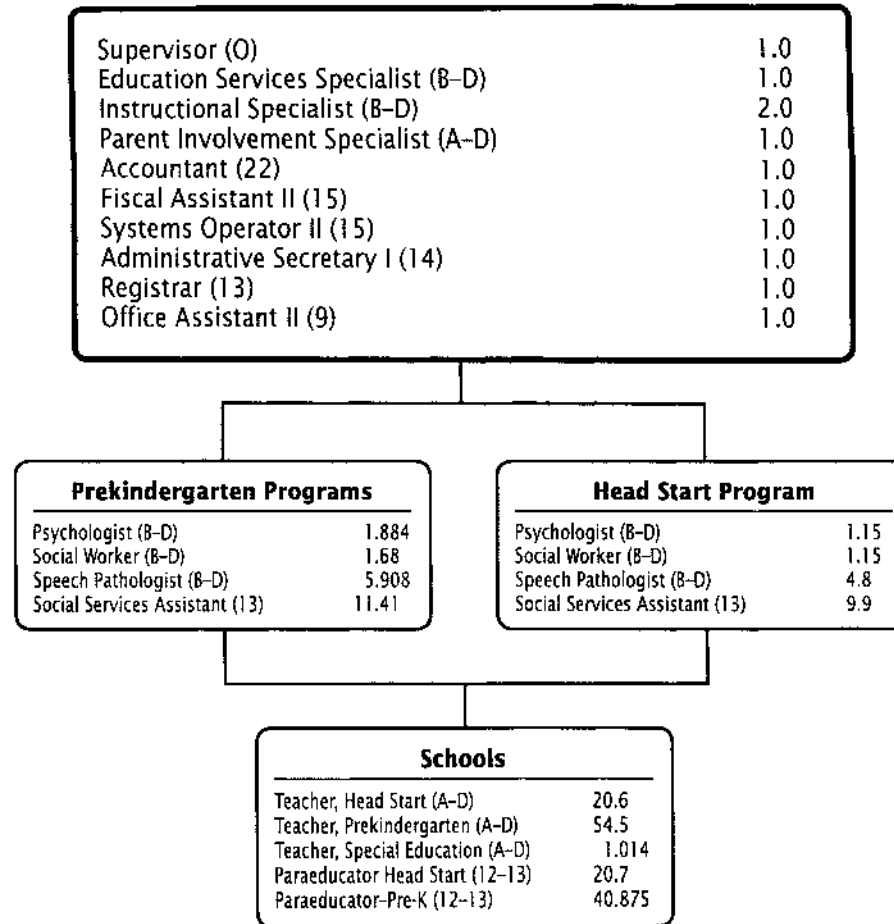 Supervisor (O) 1.0
Education Services Specialist (B–D) 1.0
Instructional Specialist (B–D) 2.0
Parent Involvement Specialist (A–D) 1.0
Accountant (22) 1.0
Fiscal Assistant II (15) 1.0
Systems Operator II (15) 1.0
Administrative Secretary I (14) 1.0
Registrar (13) 1.0
Office Assistant II (9) 1.0
Prekindergarten Programs
Psychologist (B–D) 1.884
Social Worker (B–D) 1.68
Speech Pathologist (B–D) 5.908
Social Services Assistant (13) 11.41
Head Start Program
Psychologist (B–D) 1.15
Social Worker (B–D) 1.15
Speech Pathologist (B–D) 4.8
Social Services Assistant (13) 9.9
Schools
Teacher, Head Start (A–D) 20.6
Teacher, Prekindergarten (A–D) 54.5
Teacher, Special Education (A–D) 1.014
Paraeducator Head Start (12–13) 20.7
Paraeducator–Pre-K (12–13) 40.875